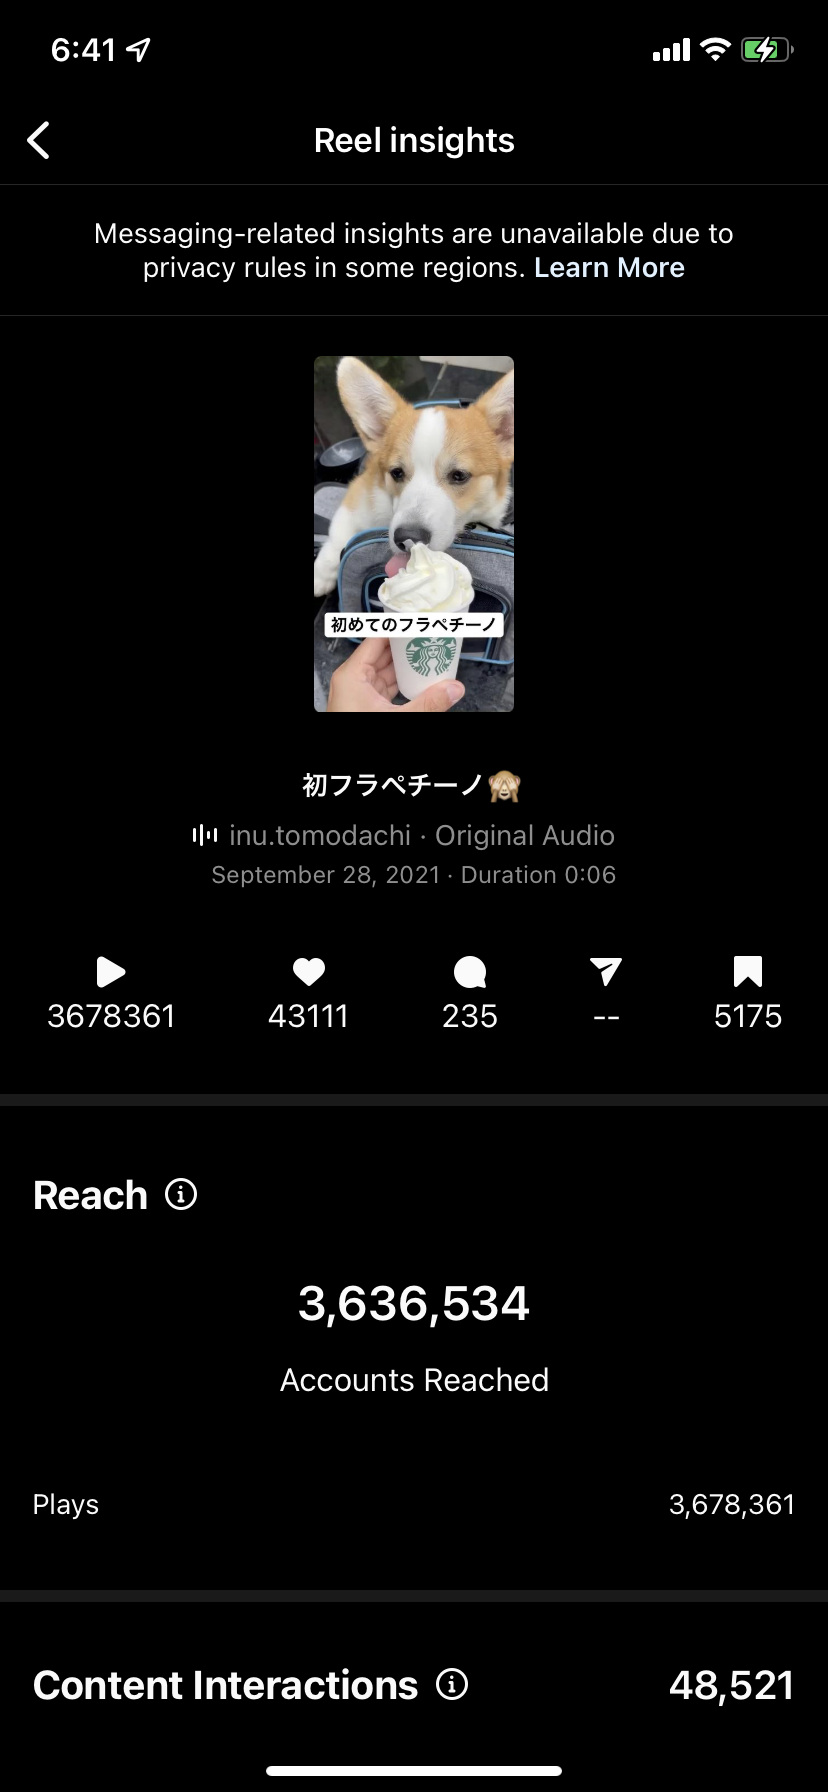 6:41
Reel insights
Messaging-related insights are unavailable due to
privacy rules in some regions. Learn More
初めてのフラペチーノ
初フラペチーノ🙈
inu.tomodachi · Original Audio
September 28, 2021 · Duration 0:06
3678361 43111 235 -- 5175
Reach
3,636,534
Accounts Reached
Plays 3,678,361
Content Interactions 48,521